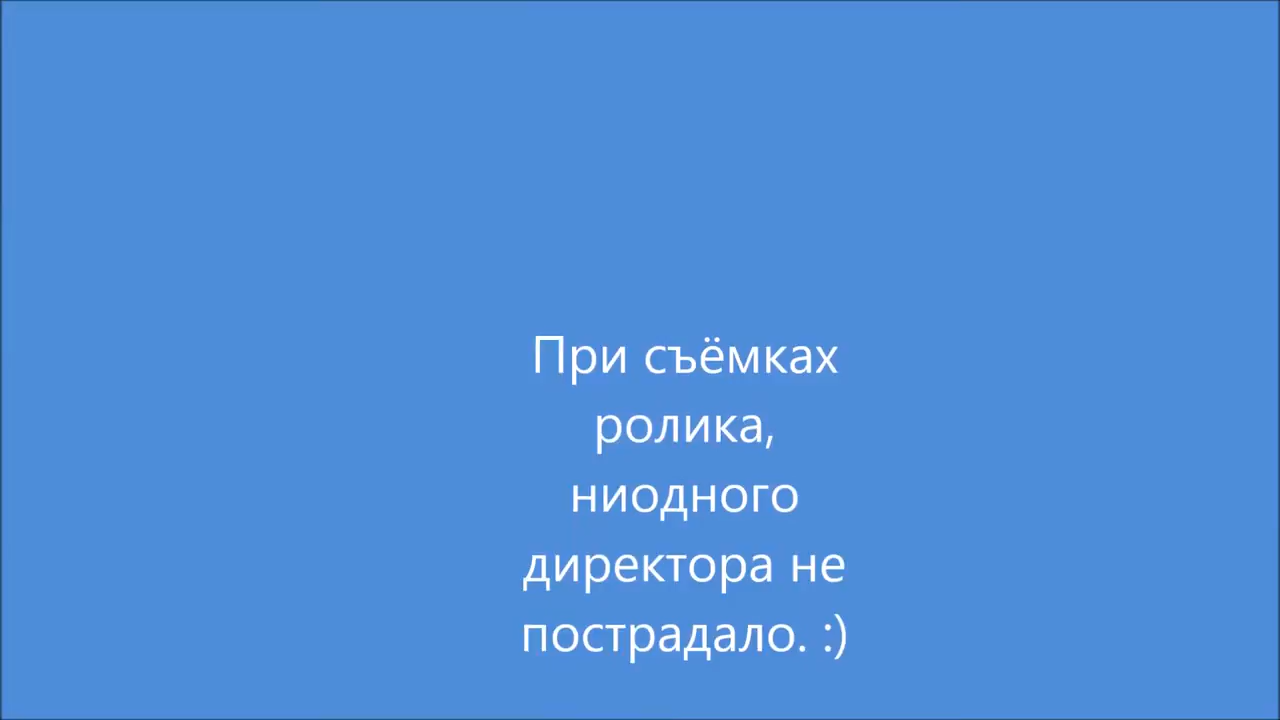 При съёмках
ролика,
ниодного
директора не
пострадало. :)